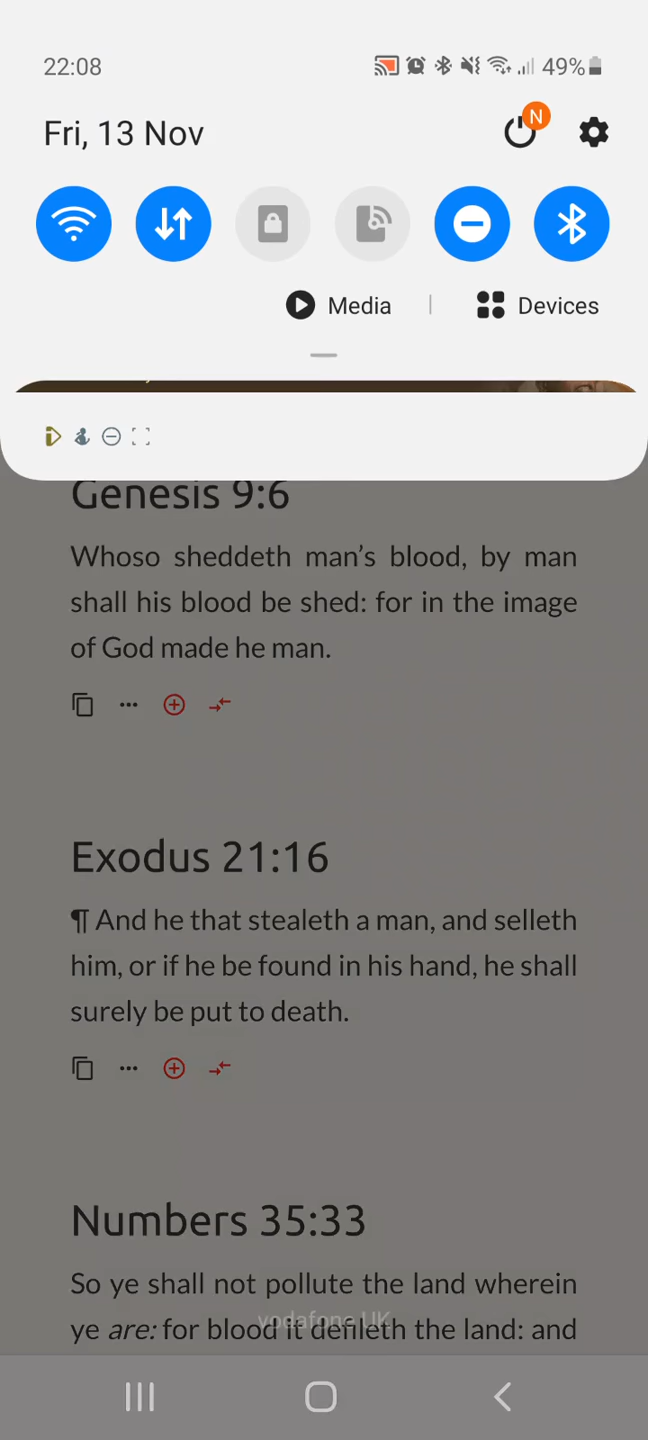 22:08 49%
Fri, 13 Nov N
Media | Devices
Genesis 9:6
Whoso sheddeth man’s blood, by man
shall his blood be shed: for in the image
of God made he man.
Exodus 21:16
¶ And he that stealeth a man, and selleth
him, or if he be found in his hand, he shall
surely be put to death.
Numbers 35:33
So ye shall not pollute the land wherein
vodafone UK
ye are: for blood it defileth the land: and